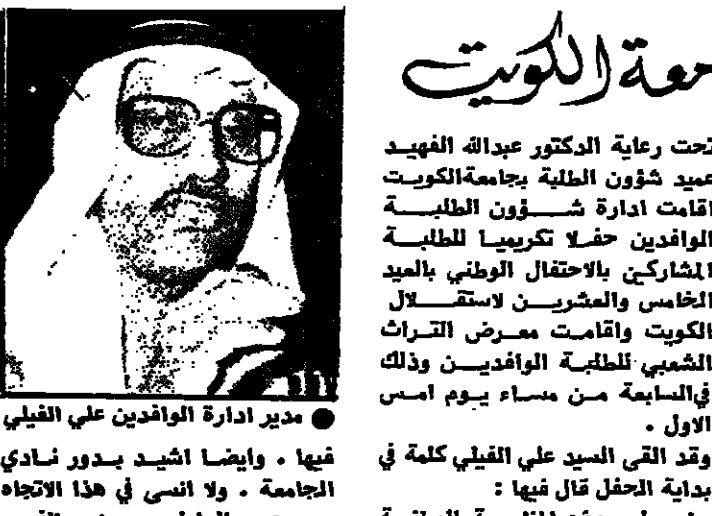 الكويت
تحت رعاية الدكتور عبدالله الفهيد
عميد شؤون الطلبة بجامعة الكويت
اقامت ادارة شؤون الطلبة
الوافدين حفلا تكريميا للطلبة
المشاركين بالاحتفال الوطني بالعيد
الخامس والعشرين لاستقلال
الكويت واقامت معرض التراث
الشعبي للطلبة الوافدين وذلك
في السابعة من مساء يوم امس
الاول .
وقد القى السيد علي الفيلي كلمة في
بداية الحفل قال فيها :
● مدير ادارة الوافدين علي الفيلي
فيها . وايضا اشيد بدور نادي
الجامعة . ولا انسى في هذا الاتجاه